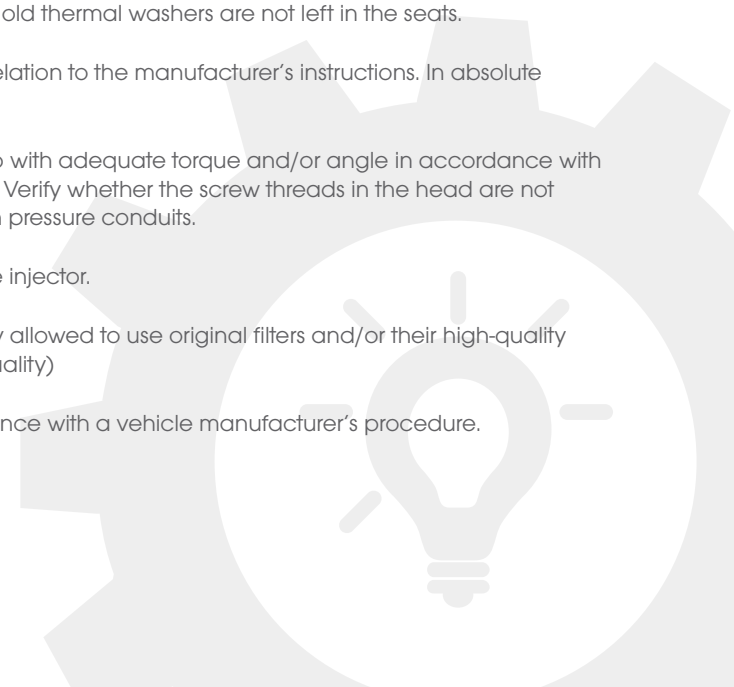 old thermal washers are not left in the seats.
elation to the manufacturer's instructions. In absolute
with adequate torque and/or angle in accordance with
Verify whether the screw threads in the head are not
pressure conduits.
injector.
allowed to use original filters and/or their high-quality
uality)
nce with a vehicle manufacturer's procedure.